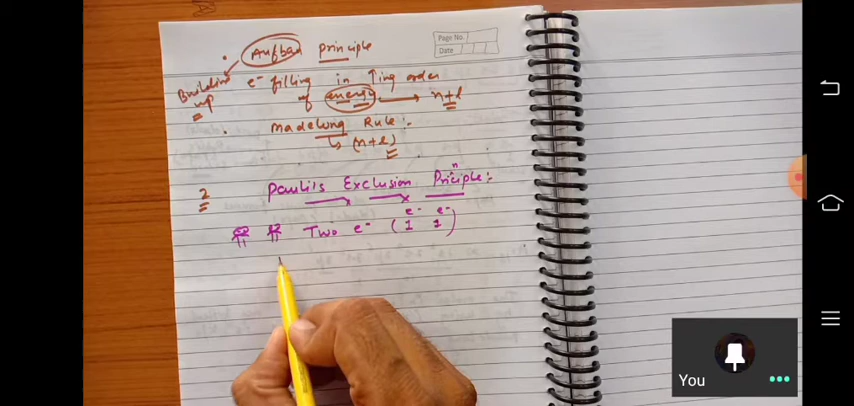 Page No.
Date
Aufbau principle
Building up
e⁻ filling in ↑ing order
of energy → n+l
madelung Rule:
↳ (n+l)
2
Pauli's Exclusion Principle:
e⁻ e⁻
Two e⁻ ( 1 1 )
You